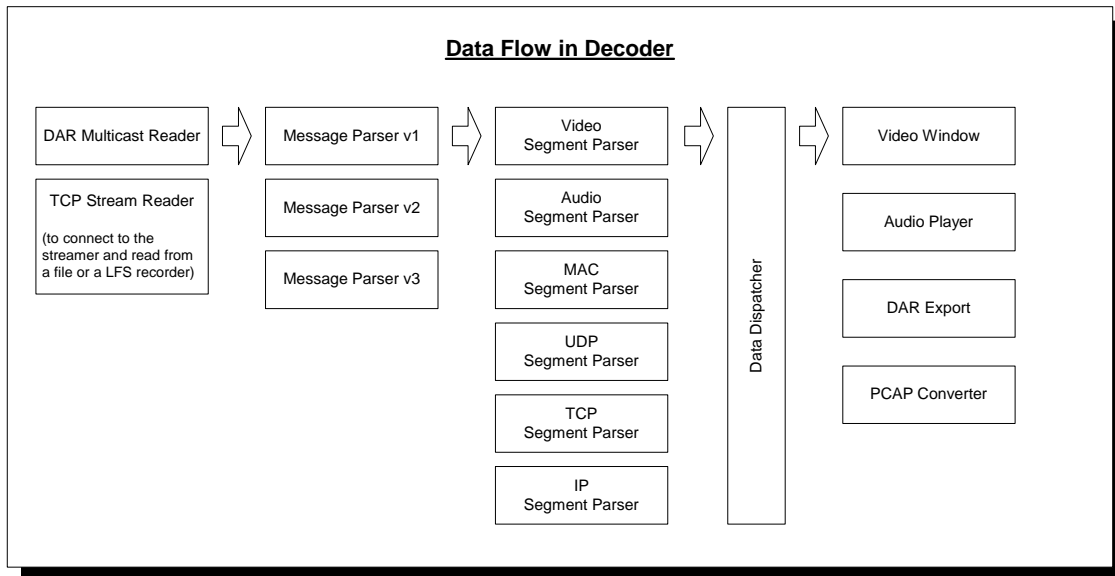 Data Flow in Decoder
DAR Multicast Reader
TCP Stream Reader
(to connect to the
streamer and read from
a file or a LFS recorder)
Message Parser v1
Message Parser v2
Message Parser v3
Video
Segment Parser
Audio
Segment Parser
MAC
Segment Parser
UDP
Segment Parser
TCP
Segment Parser
IP
Segment Parser
Data Dispatcher
Video Window
Audio Player
DAR Export
PCAP Converter